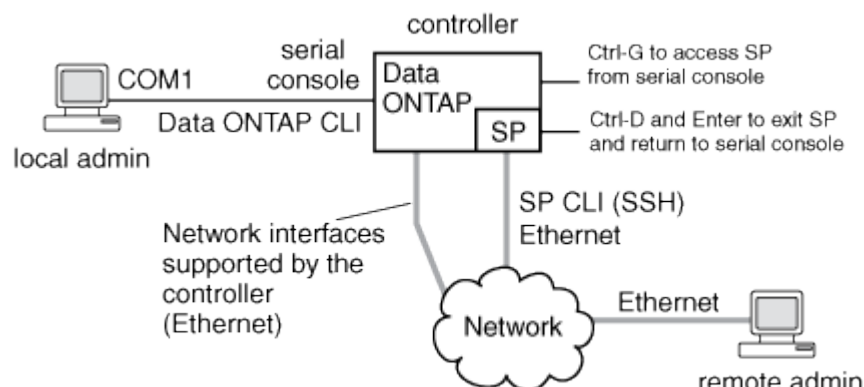 controller
serial
console
COM1
Data ONTAP CLI
local admin
Data
ONTAP
SP
Ctrl-G to access SP
from serial console
Ctrl-D and Enter to exit SP
and return to serial console
Network interfaces
supported by the
controller
(Ethernet)
SP CLI (SSH)
Ethernet
Network
Ethernet
remote admin